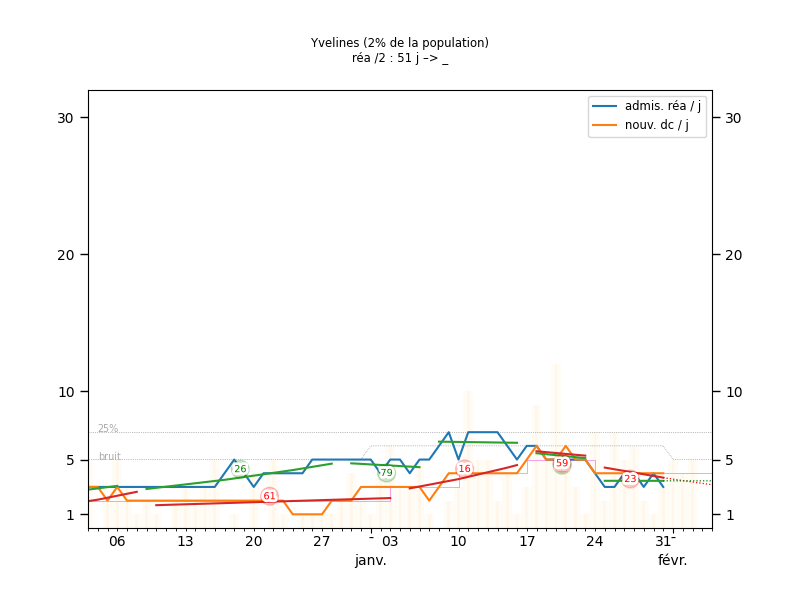 Yvelines (2% de la population)
réa /2 : 51 j –> _
admis. réa / j
nouv. dc / j
30 30
20 20
10 10
25%
bruit
5 5
1 1
26
61
79
16
59
23
06 13 20 27 - 03 10 17 24 31-
janv. févr.